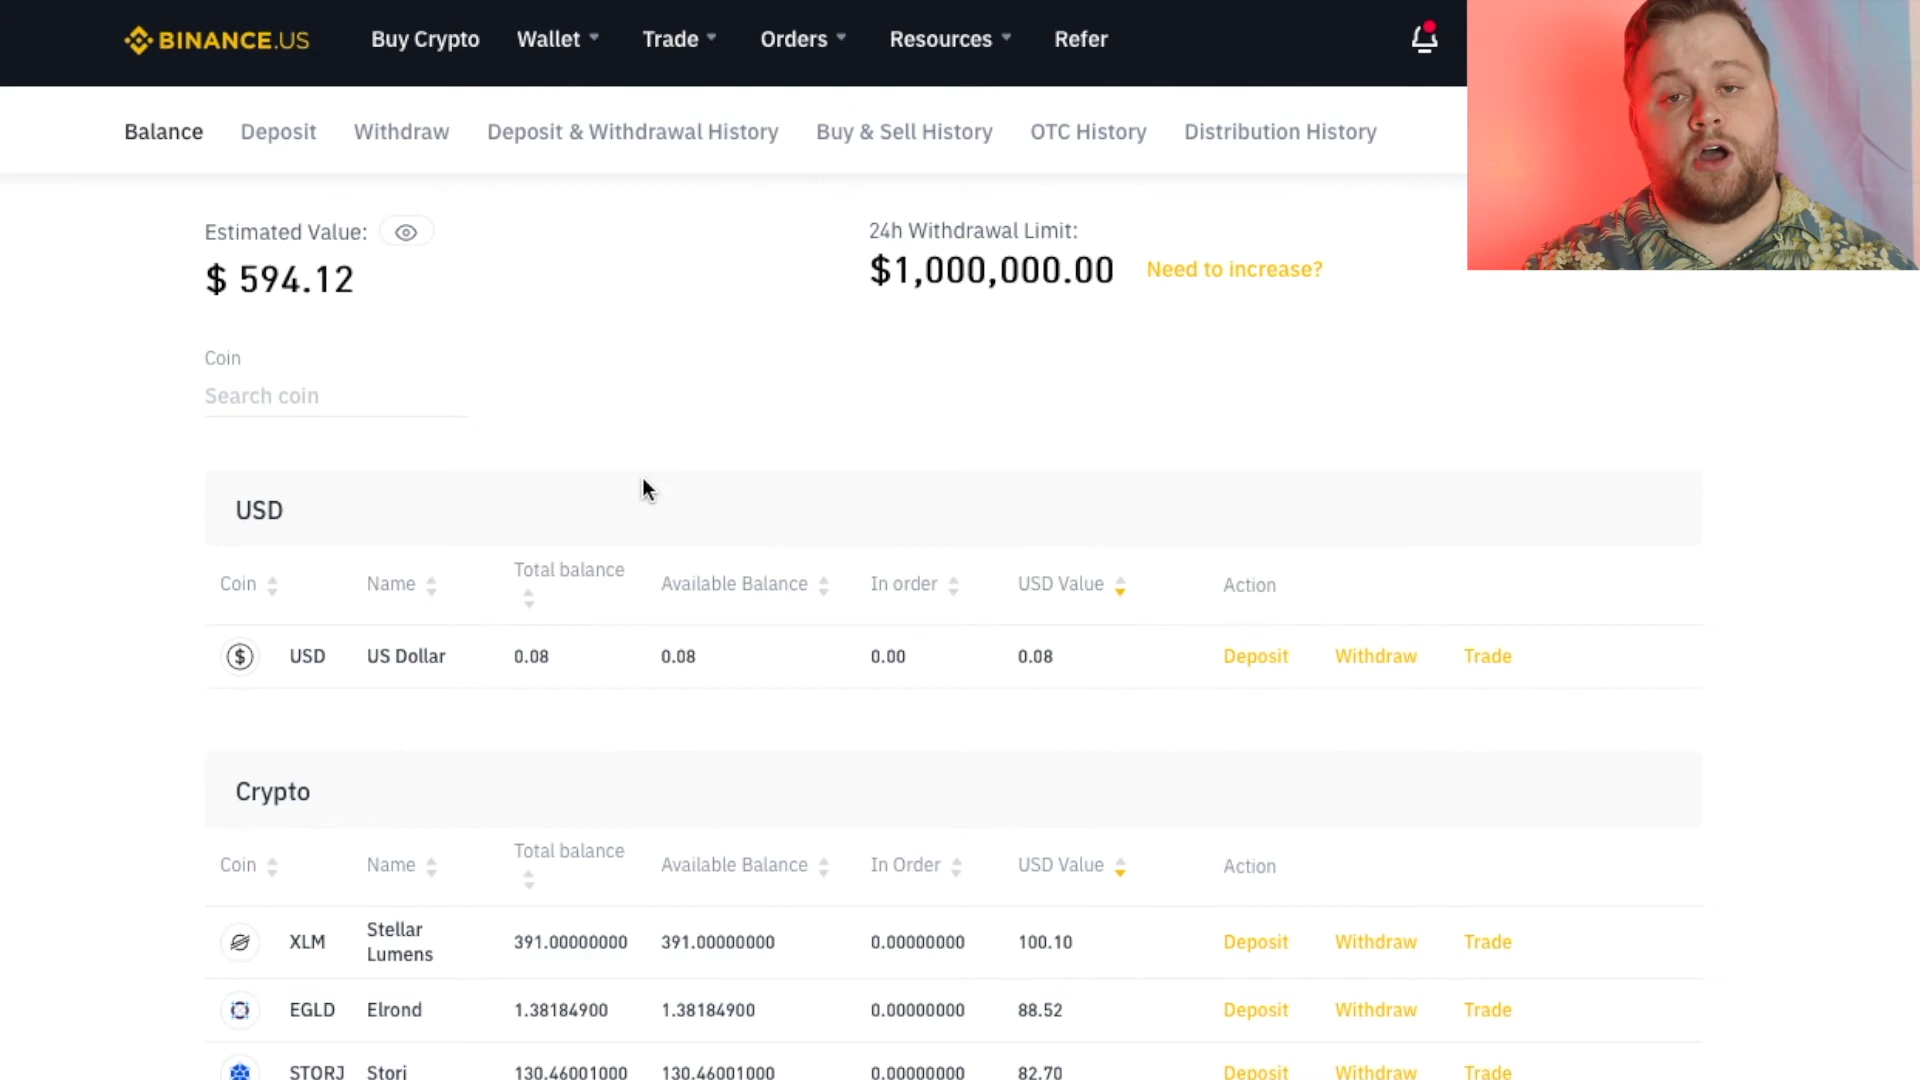 BINANCE.US Buy Crypto Wallet Trade Orders Resources Refer
Balance Deposit Withdraw Deposit & Withdrawal History Buy & Sell History OTC History Distribution History
Estimated Value: 24h Withdrawal Limit:
$ 594.12 $1,000,000.00 Need to increase?
Coin
Search coin
USD
Coin Name Total balance Available Balance In order USD Value Action
USD US Dollar 0.08 0.08 0.00 0.08 Deposit Withdraw Trade
Crypto
Coin Name Total balance Available Balance In Order USD Value Action
XLM Stellar Lumens 391.00000000 391.00000000 0.00000000 100.10 Deposit Withdraw Trade
EGLD Elrond 1.38184900 1.38184900 0.00000000 88.52 Deposit Withdraw Trade
STORJ Storj 130.46001000 130.46001000 0.00000000 82.70 Deposit Withdraw Trade